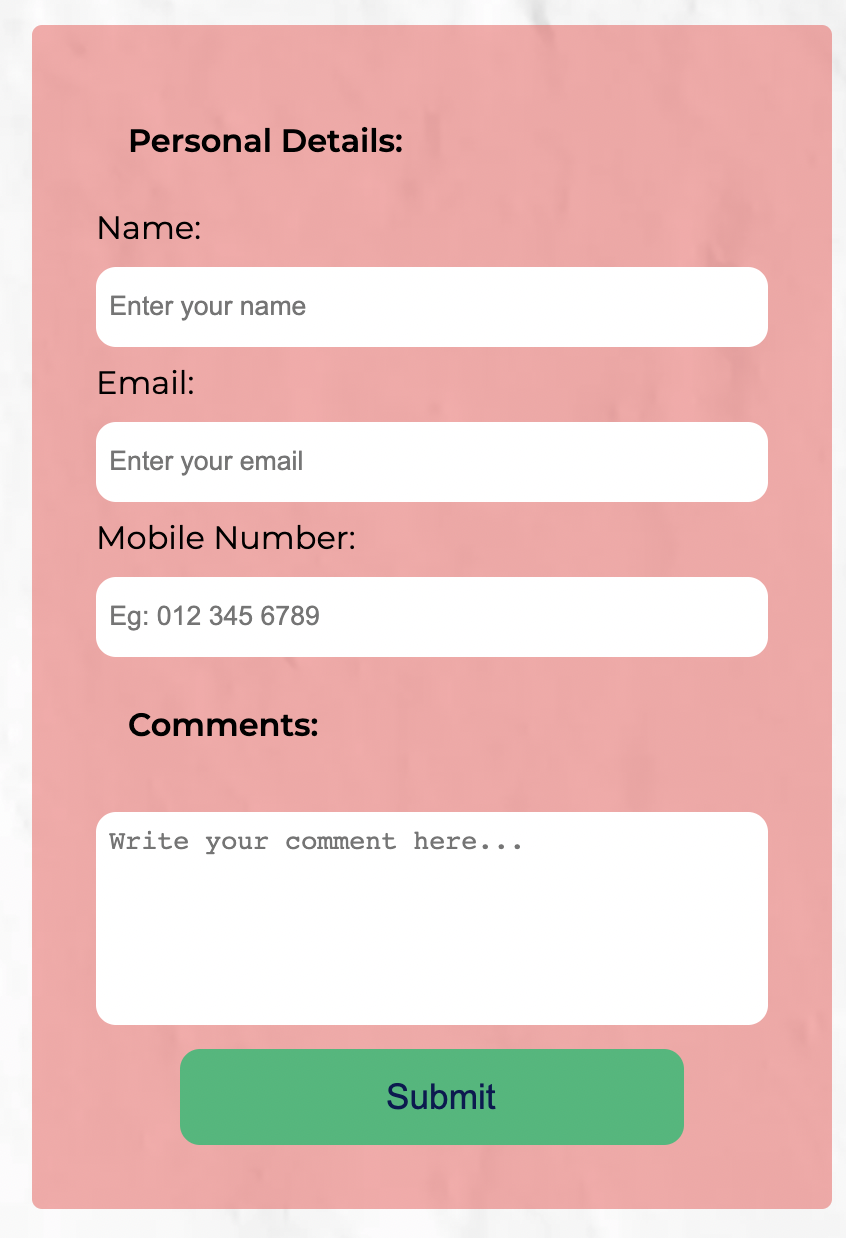 Personal Details:
Name:
Enter your name
Email:
Enter your email
Mobile Number:
Eg: 012 345 6789
Comments:
Write your comment here...
Submit